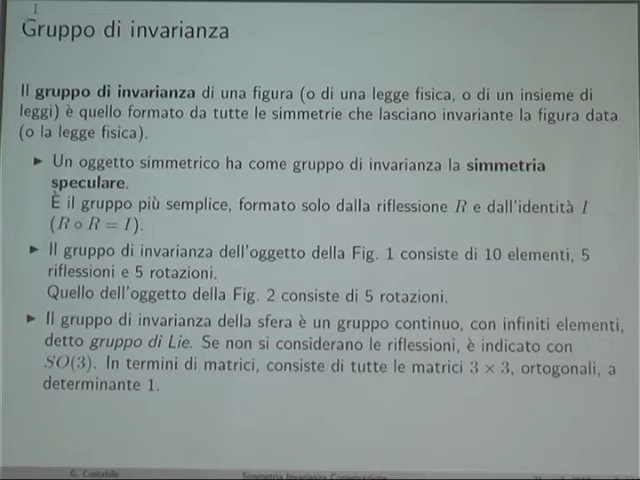 Gruppo di invarianza
Il gruppo di invarianza di una figura (o di una legge fisica, o di un insieme di
leggi) è quello formato da tutte le simmetrie che lasciano invariante la figura data
(o la legge fisica).
▶ Un oggetto simmetrico ha come gruppo di invarianza la simmetria
speculare.
È il gruppo più semplice, formato solo dalla riflessione R e dall'identità I
(R ∘ R = I).
▶ Il gruppo di invarianza dell'oggetto della Fig. 1 consiste di 10 elementi, 5
riflessioni e 5 rotazioni.
Quello dell'oggetto della Fig. 2 consiste di 5 rotazioni.
▶ Il gruppo di invarianza della sfera è un gruppo continuo, con infiniti elementi,
detto gruppo di Lie. Se non si considerano le riflessioni, è indicato con
SO(3). In termini di matrici, consiste di tutte le matrici 3 × 3, ortogonali, a
determinante 1.
G. Costabile
Simmetria Invarianza Conservazione